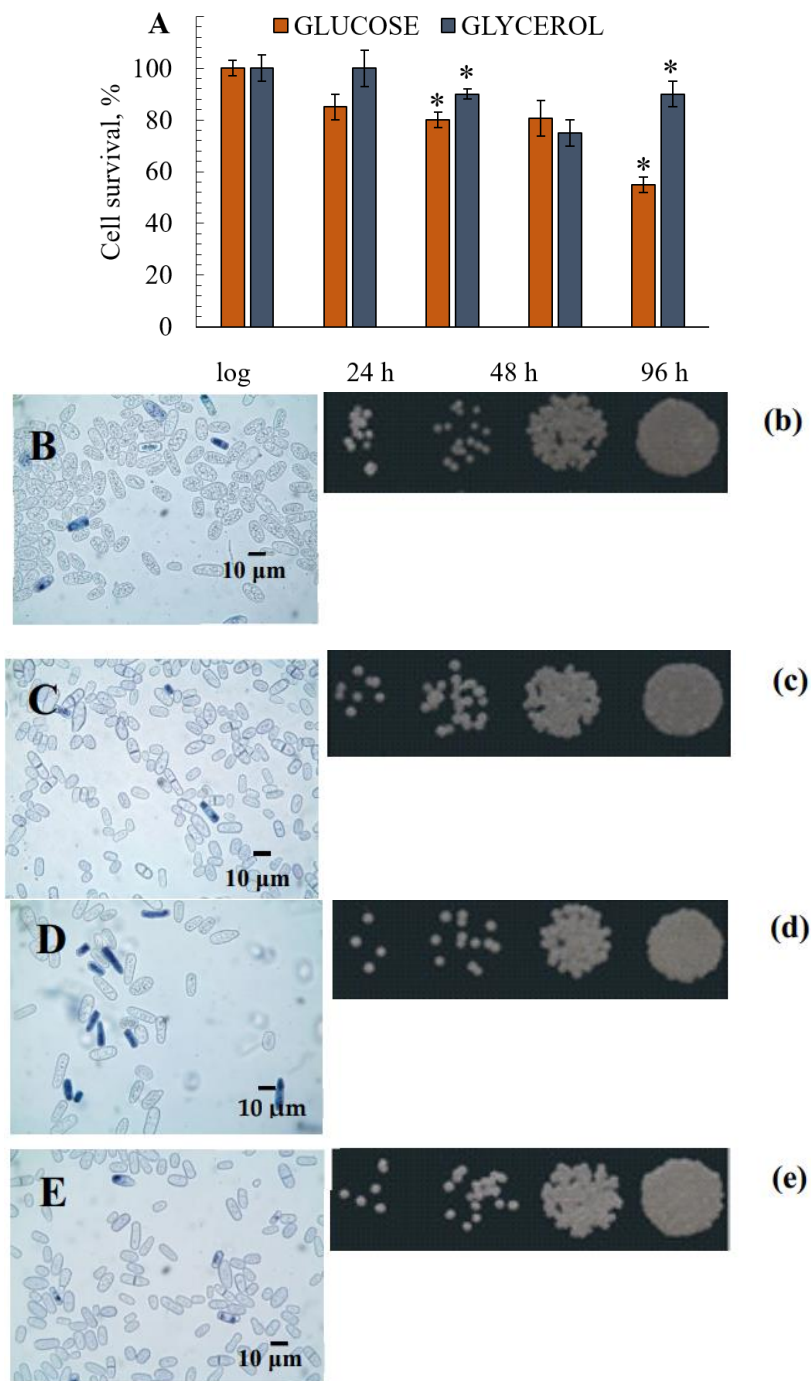 A
GLUCOSE GLYCEROL
* * * *
100
80
60
40
20
0
Cell survival, %
log 24 h 48 h 96 h
B
10 µm
(b)
C
10 µm
(c)
D
10 µm
(d)
E
10 µm
(e)